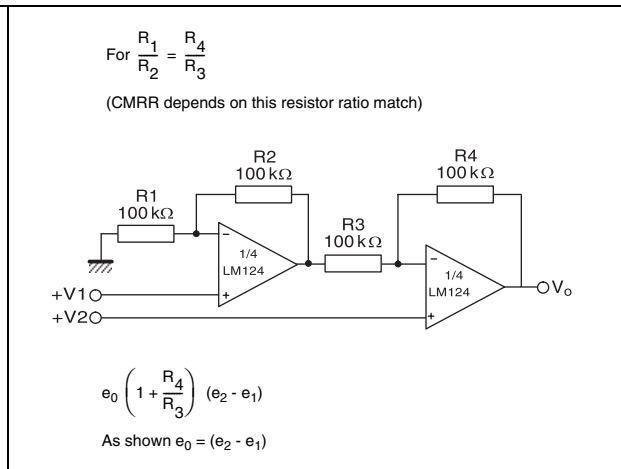 For R1/R2 = R4/R3
(CMRR depends on this resistor ratio match)
R2
100 kΩ
R4
100 kΩ
R1
100 kΩ
R3
100 kΩ
1/4
LM124
1/4
LM124
+V1
+V2
Vo
e0 (1 + R4/R3) (e2 - e1)
As shown e0 = (e2 - e1)